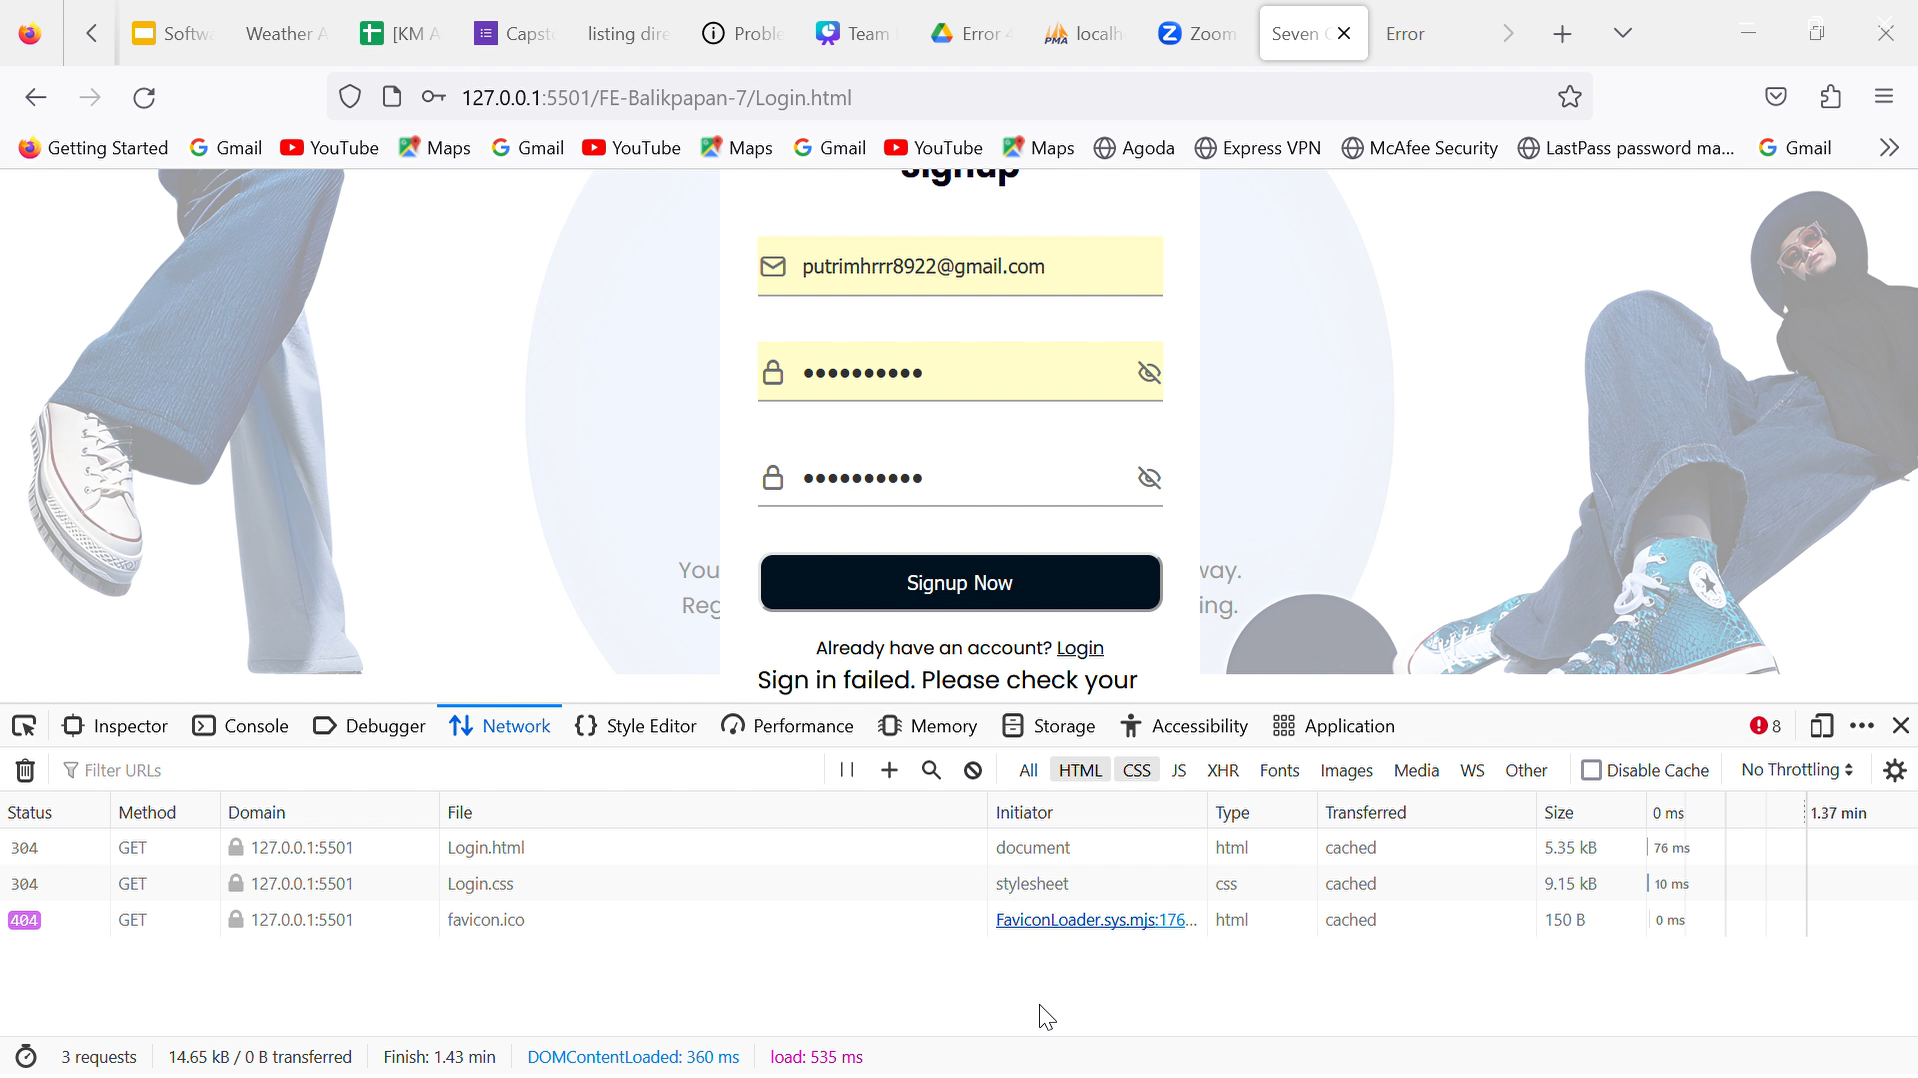 Softwa
Weather A
[KM A
Capsto
listing dire
Proble
Team
Error 4
localh
Zoom
Seven C
Error
127.0.0.1:5501/FE-Balikpapan-7/Login.html
Getting Started
Gmail
YouTube
Maps
Gmail
YouTube
Maps
Gmail
YouTube
Maps
Agoda
Express VPN
McAfee Security
LastPass password ma...
Gmail
Signup
putrimhrrr8922@gmail.com
••••••••••
••••••••••
You
way.
Signup Now
Reg
ing.
Already have an account? Login
Sign in failed. Please check your
Inspector
Console
Debugger
Network
Style Editor
Performance
Memory
Storage
Accessibility
Application
8
Filter URLs
All
HTML
CSS
JS
XHR
Fonts
Images
Media
WS
Other
Disable Cache
No Throttling
Status Method Domain File Initiator Type Transferred Size 0 ms 1.37 min
304 GET 127.0.0.1:5501 Login.html document html cached 5.35 kB 76 ms
304 GET 127.0.0.1:5501 Login.css stylesheet css cached 9.15 kB 10 ms
404 GET 127.0.0.1:5501 favicon.ico FaviconLoader.sys.mjs:176... html cached 150 B 0 ms
3 requests
14.65 kB / 0 B transferred
Finish: 1.43 min
DOMContentLoaded: 360 ms
load: 535 ms